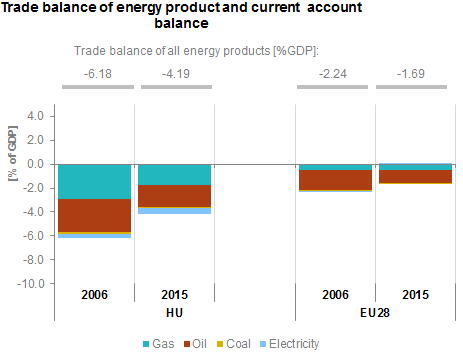 Trade balance of energy product and current account
balance
Trade balance of all energy products [%GDP]:
-6.18 -4.19 -2.24 -1.69
[% of GDP]
4.0
2.0
0.0
-2.0
-4.0
-6.0
-8.0
-10.0
2006 2015 2006 2015
HU EU28
Gas Oil Coal Electricity